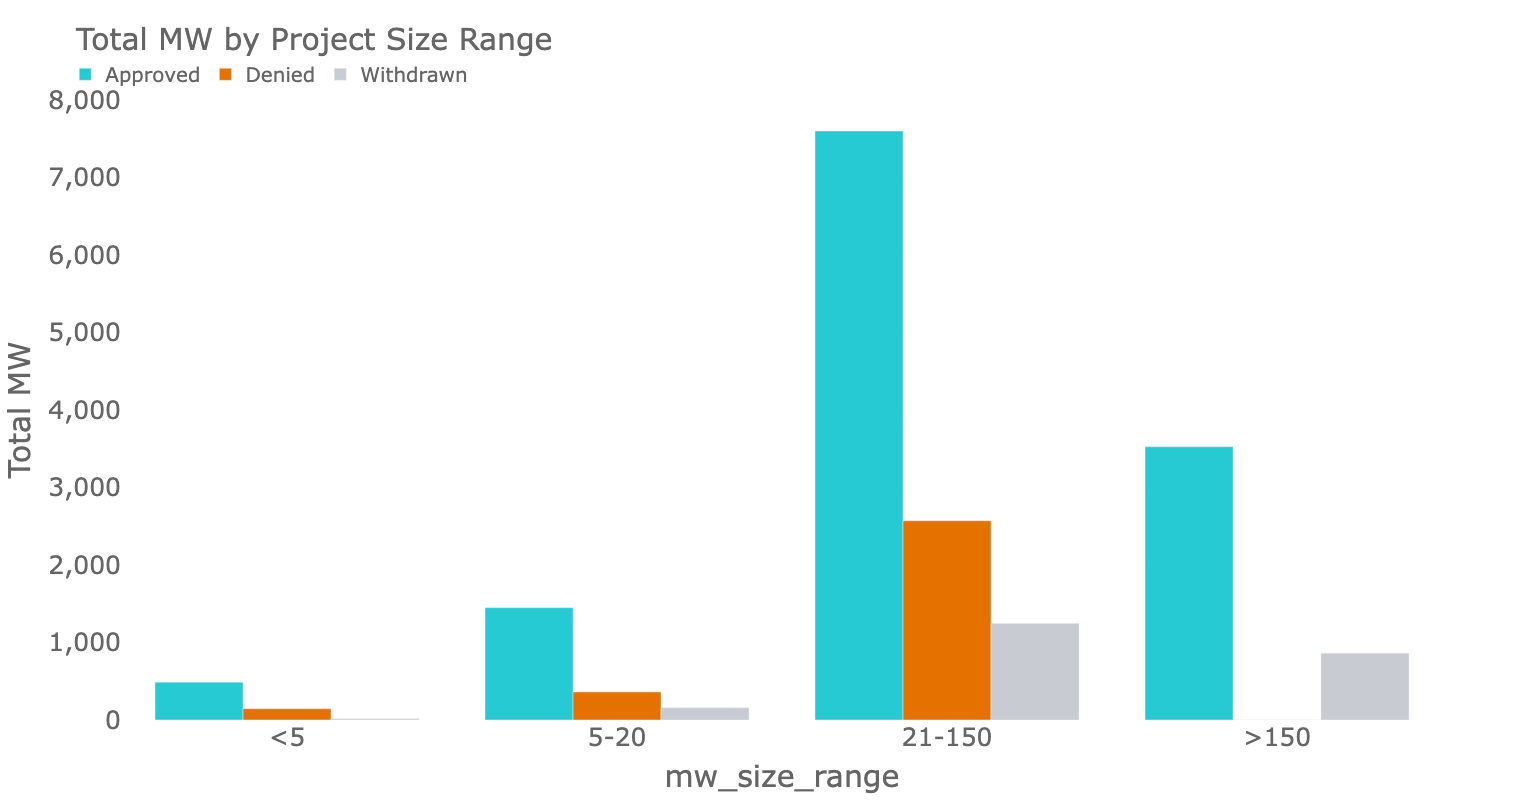 Total MW by Project Size Range
Approved Denied Withdrawn
8,000
7,000
6,000
5,000
4,000
3,000
2,000
1,000
0
Total MW
<5 5-20 21-150 >150
mw_size_range